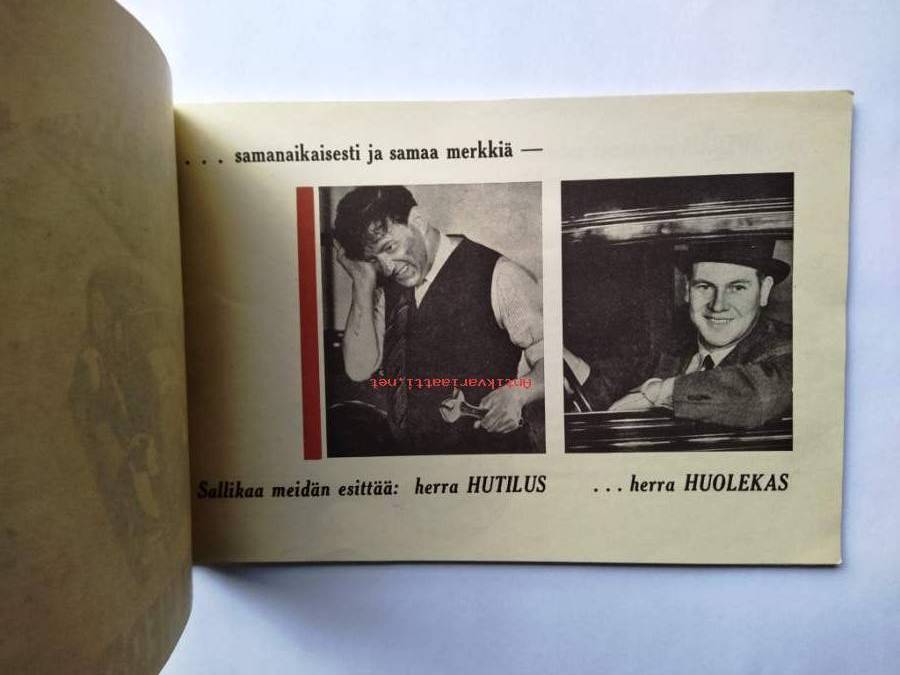 ... samanaikaisesti ja samaa merkkiä —
Antikvariaatti.net
Sallikaa meidän esittää: herra HUTILUS ... herra HUOLEKAS